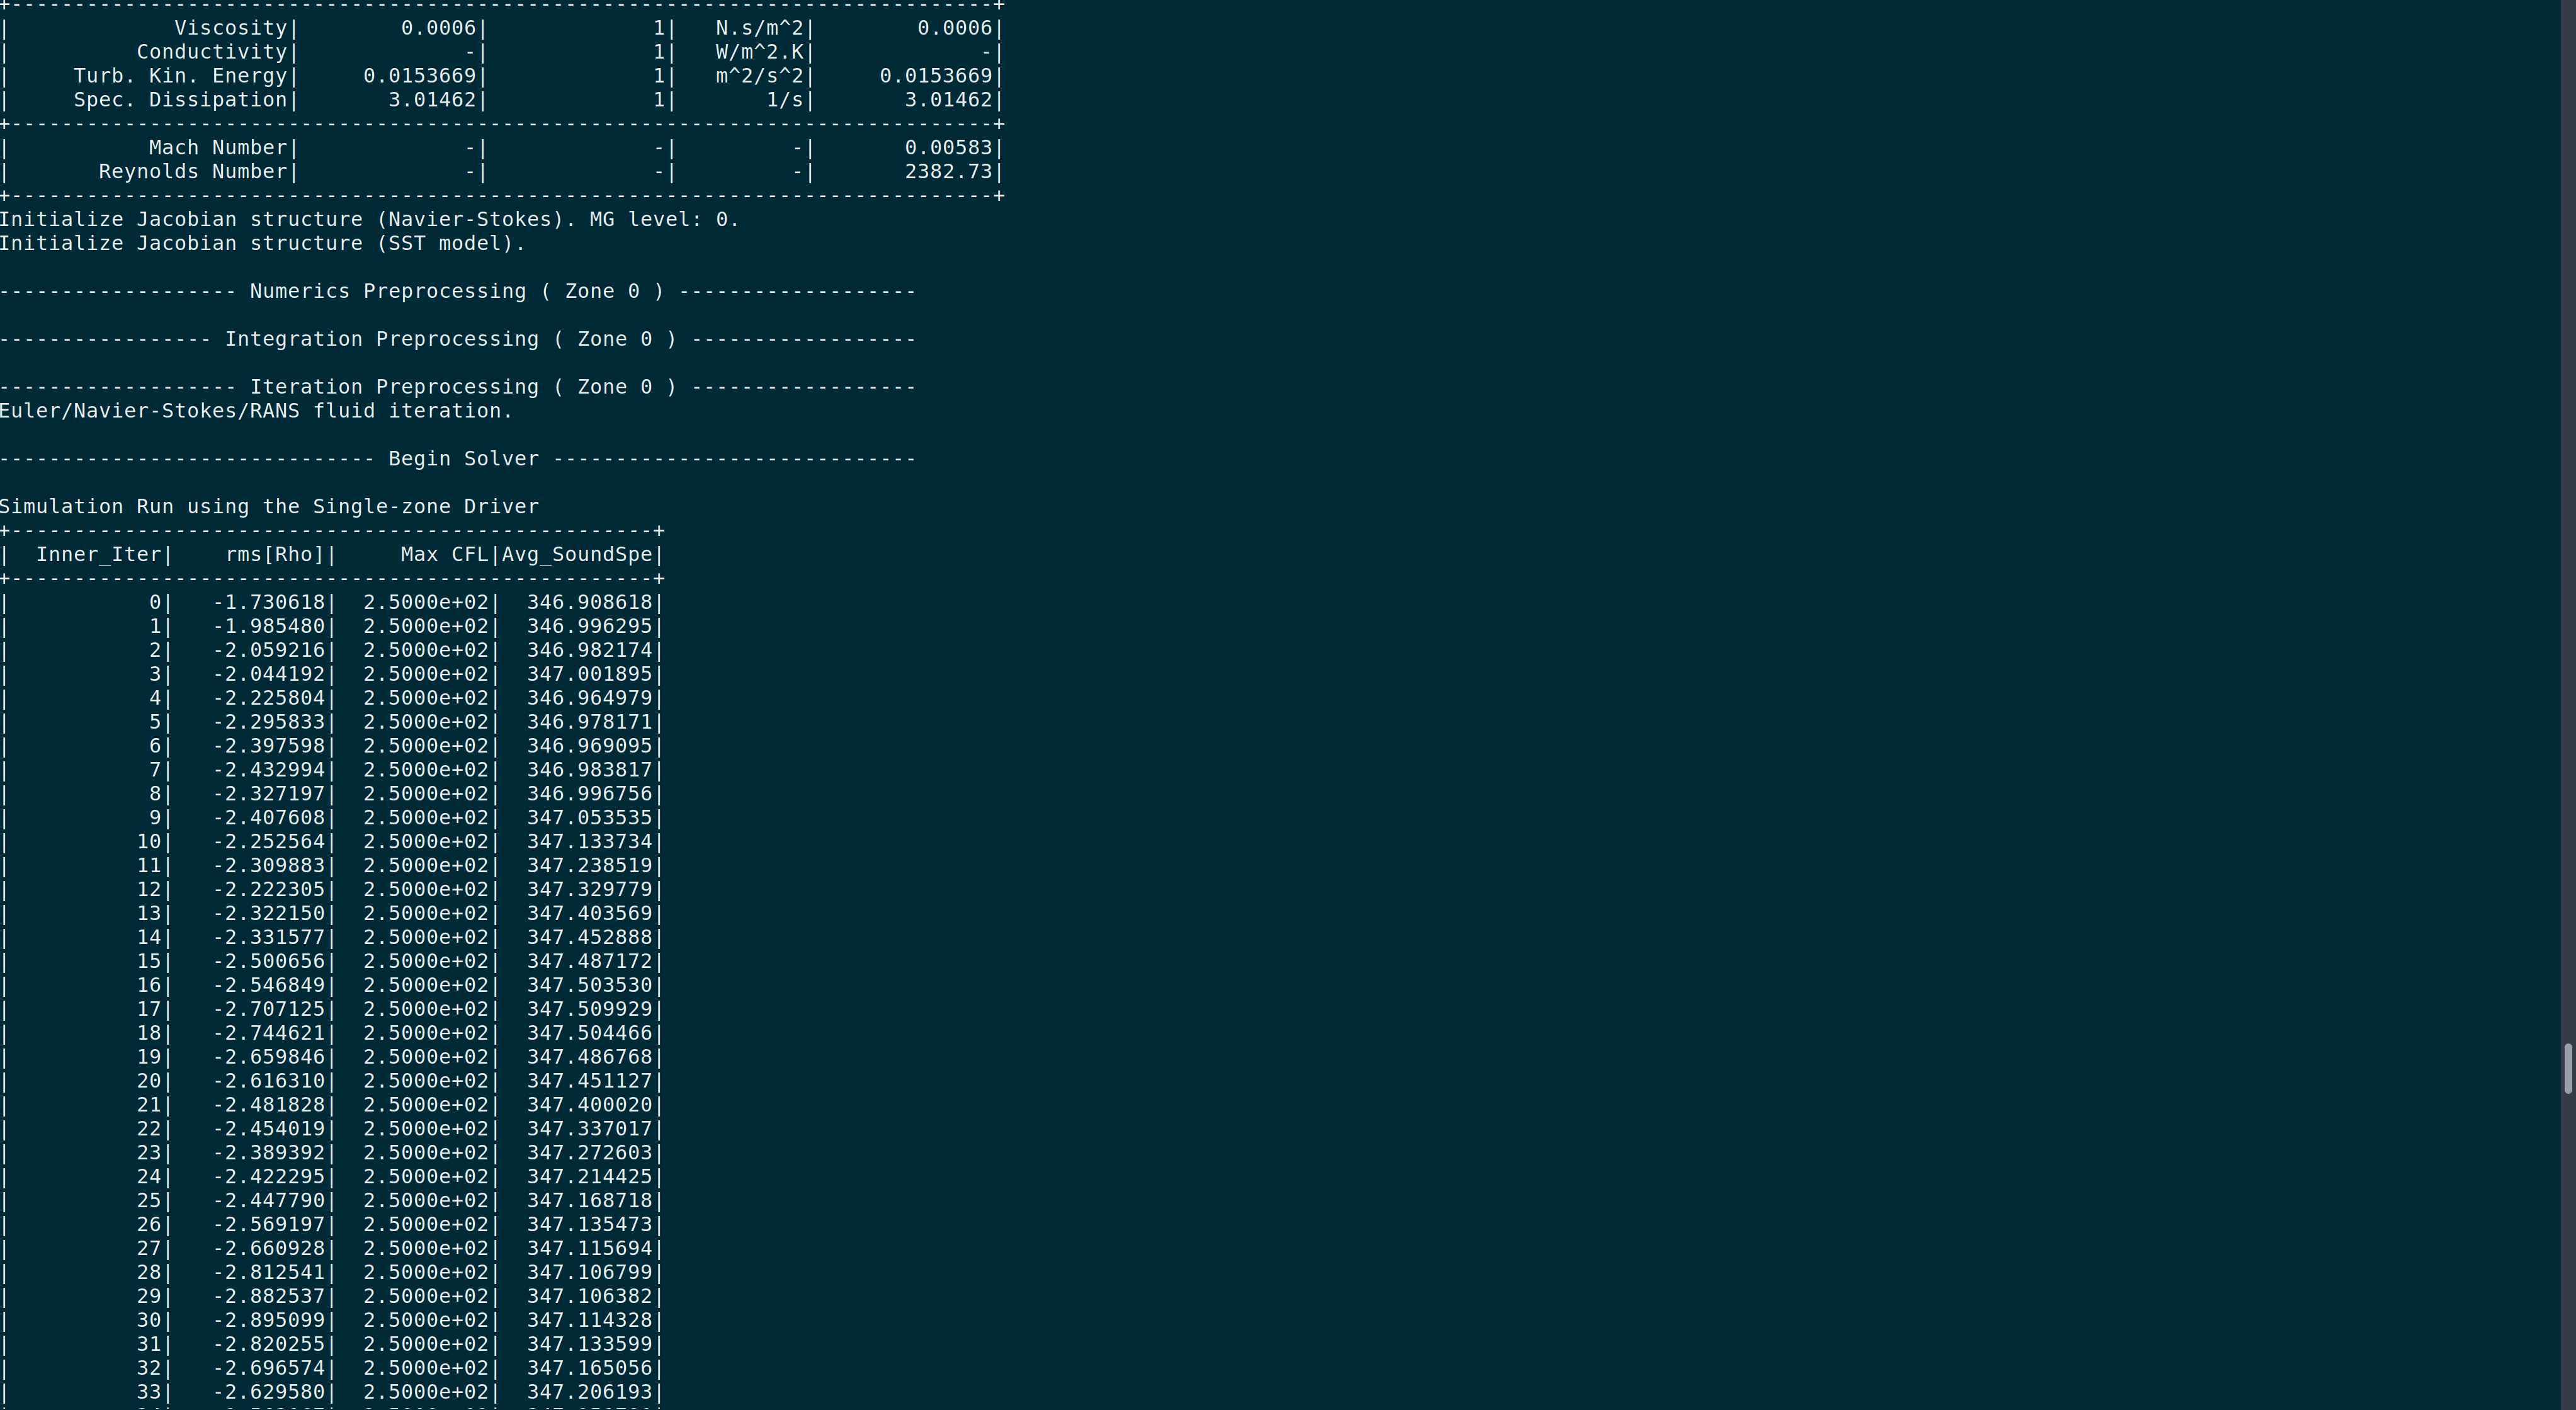 +------------------------------------------------------------------------------+
|             Viscosity|        0.0006|             1|   N.s/m^2|        0.0006|
|          Conductivity|             -|             1|   W/m^2.K|             -|
|     Turb. Kin. Energy|     0.0153669|             1|   m^2/s^2|     0.0153669|
|     Spec. Dissipation|       3.01462|             1|       1/s|       3.01462|
+------------------------------------------------------------------------------+
|           Mach Number|             -|             -|         -|       0.00583|
|       Reynolds Number|             -|             -|         -|       2382.73|
+------------------------------------------------------------------------------+
Initialize Jacobian structure (Navier-Stokes). MG level: 0.
Initialize Jacobian structure (SST model).
------------------- Numerics Preprocessing ( Zone 0 ) -------------------
----------------- Integration Preprocessing ( Zone 0 ) ------------------
------------------- Iteration Preprocessing ( Zone 0 ) ------------------
Euler/Navier-Stokes/RANS fluid iteration.
------------------------------ Begin Solver -----------------------------
Simulation Run using the Single-zone Driver
+---------------------------------------------------+
|  Inner_Iter|    rms[Rho]|     Max CFL|Avg_SoundSpe|
+---------------------------------------------------+
|           0|   -1.730618|  2.5000e+02|  346.908618|
|           1|   -1.985480|  2.5000e+02|  346.996295|
|           2|   -2.059216|  2.5000e+02|  346.982174|
|           3|   -2.044192|  2.5000e+02|  347.001895|
|           4|   -2.225804|  2.5000e+02|  346.964979|
|           5|   -2.295833|  2.5000e+02|  346.978171|
|           6|   -2.397598|  2.5000e+02|  346.969095|
|           7|   -2.432994|  2.5000e+02|  346.983817|
|           8|   -2.327197|  2.5000e+02|  346.996756|
|           9|   -2.407608|  2.5000e+02|  347.053535|
|          10|   -2.252564|  2.5000e+02|  347.133734|
|          11|   -2.309883|  2.5000e+02|  347.238519|
|          12|   -2.222305|  2.5000e+02|  347.329779|
|          13|   -2.322150|  2.5000e+02|  347.403569|
|          14|   -2.331577|  2.5000e+02|  347.452888|
|          15|   -2.500656|  2.5000e+02|  347.487172|
|          16|   -2.546849|  2.5000e+02|  347.503530|
|          17|   -2.707125|  2.5000e+02|  347.509929|
|          18|   -2.744621|  2.5000e+02|  347.504466|
|          19|   -2.659846|  2.5000e+02|  347.486768|
|          20|   -2.616310|  2.5000e+02|  347.451127|
|          21|   -2.481828|  2.5000e+02|  347.400020|
|          22|   -2.454019|  2.5000e+02|  347.337017|
|          23|   -2.389392|  2.5000e+02|  347.272603|
|          24|   -2.422295|  2.5000e+02|  347.214425|
|          25|   -2.447790|  2.5000e+02|  347.168718|
|          26|   -2.569197|  2.5000e+02|  347.135473|
|          27|   -2.660928|  2.5000e+02|  347.115694|
|          28|   -2.812541|  2.5000e+02|  347.106799|
|          29|   -2.882537|  2.5000e+02|  347.106382|
|          30|   -2.895099|  2.5000e+02|  347.114328|
|          31|   -2.820255|  2.5000e+02|  347.133599|
|          32|   -2.696574|  2.5000e+02|  347.165056|
|          33|   -2.629580|  2.5000e+02|  347.206193|